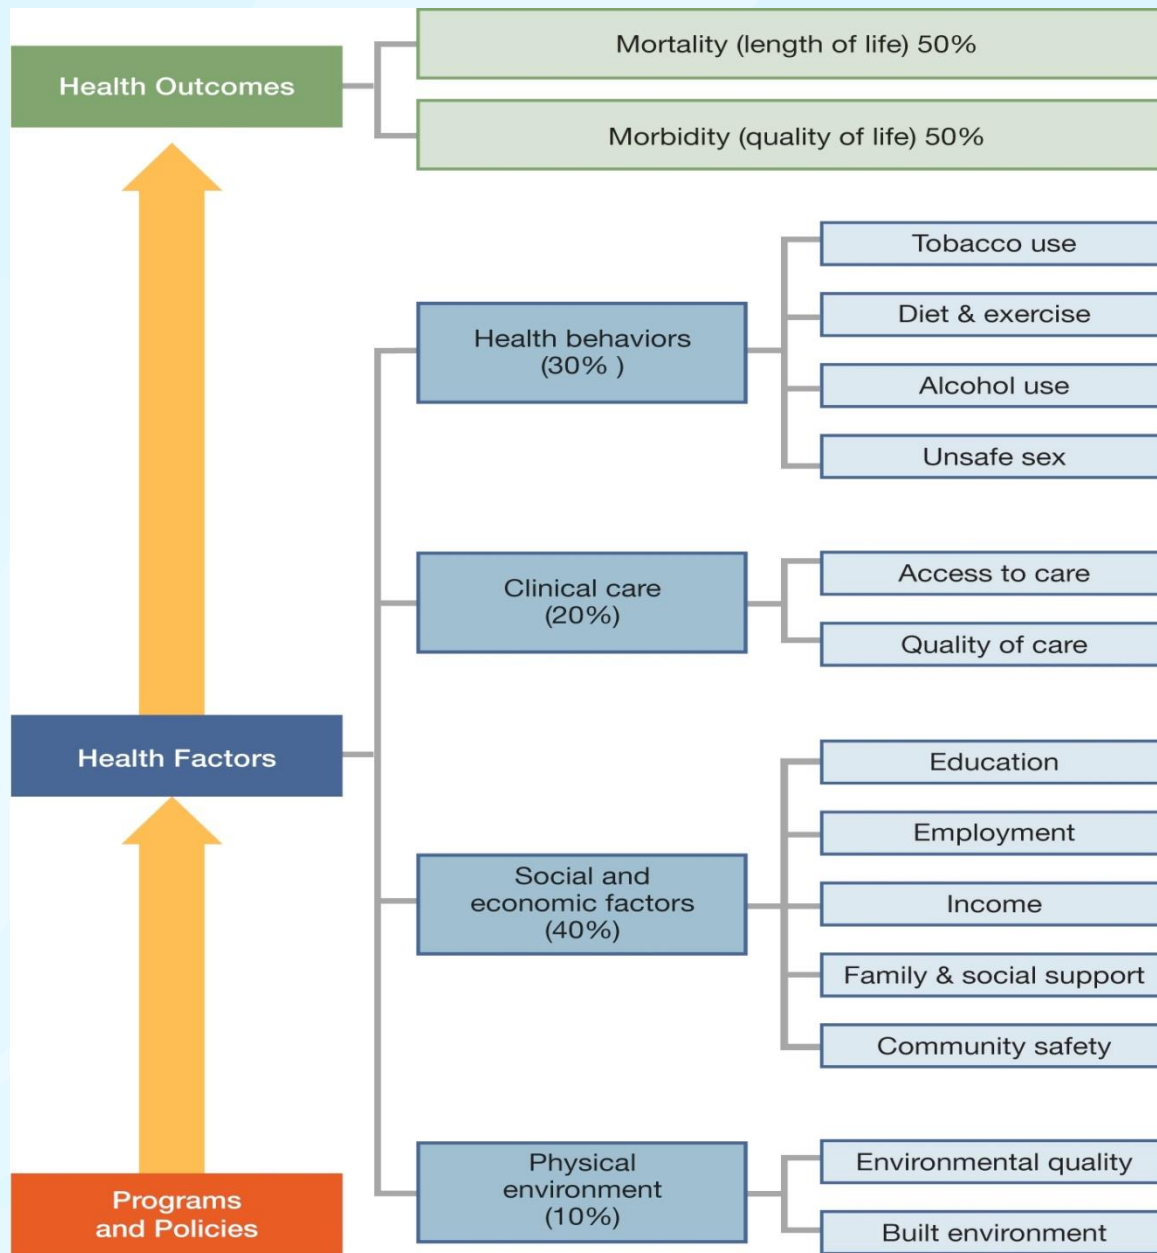 Health Outcomes
Mortality (length of life) 50%
Morbidity (quality of life) 50%
Health Factors
Health behaviors
(30% )
Tobacco use
Diet & exercise
Alcohol use
Unsafe sex
Clinical care
(20%)
Access to care
Quality of care
Social and
economic factors
(40%)
Education
Employment
Income
Family & social support
Community safety
Physical
environment
(10%)
Environmental quality
Built environment
Programs
and Policies